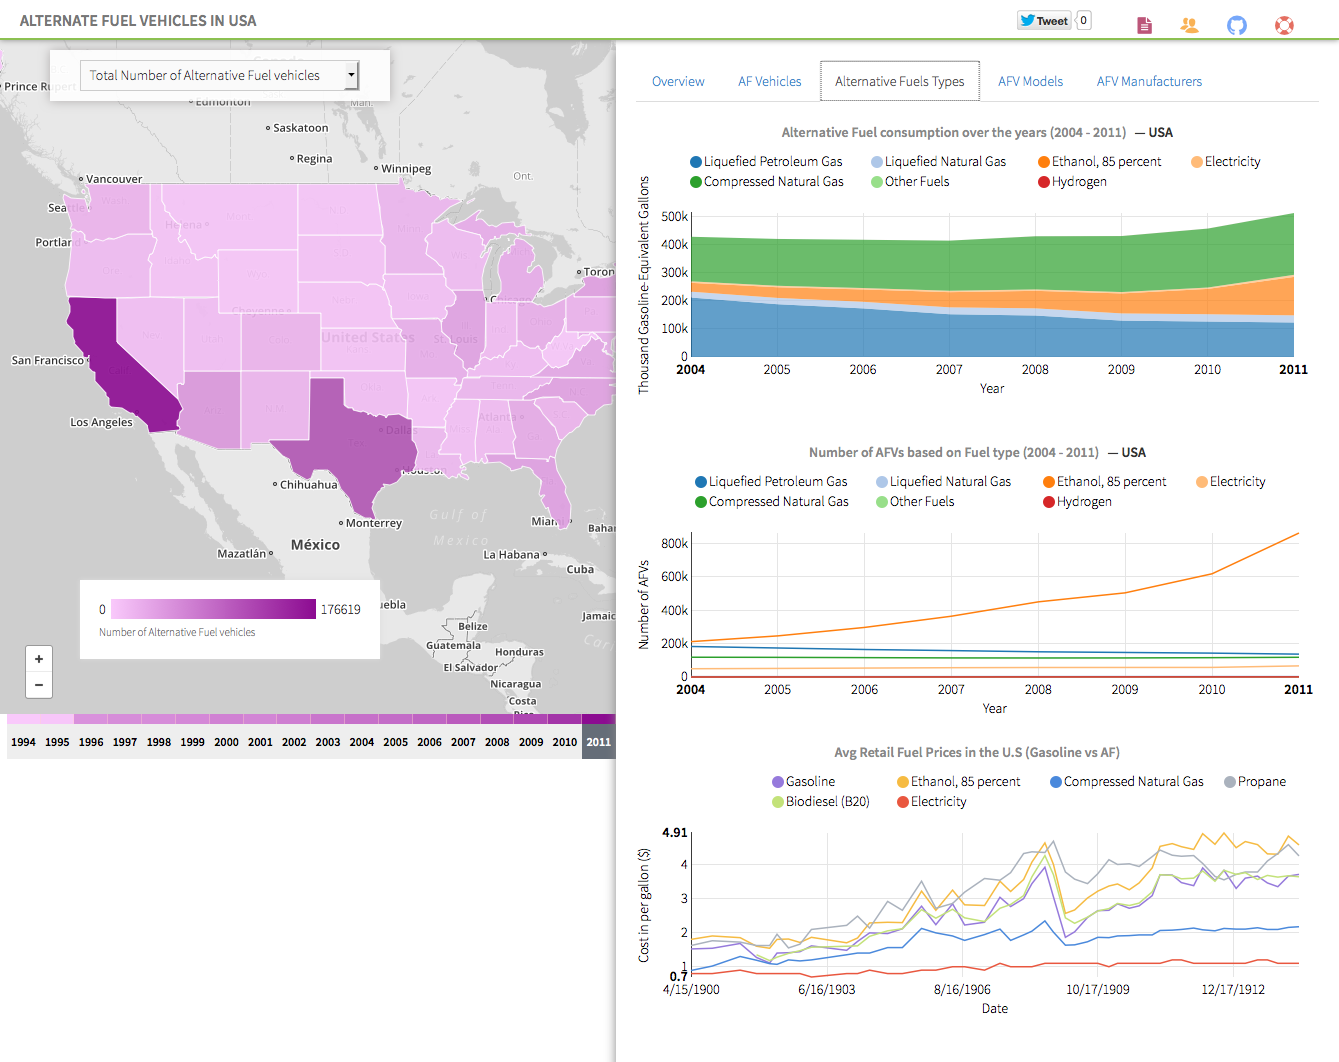 ALTERNATE FUEL VEHICLES IN USA
Tweet 0
Total Number of Alternative Fuel vehicles
Prince Rupert
Edmonton
Man.
Saskatoon
Regina
Winnipeg
Ont.
Vancouver
Seattle
Helena
Portland
Toron
Chicago
Cheyenne
United States
St. Louis
San Francisco
Los Angeles
Atlanta
Dallas
Houston
Chihuahua
Gulf of
Mexico
Miami
Bahar
Monterrey
México
Mazatlán
La Habana
Cuba
uebla
Jamaic
Belize
Cari
Guatemala
Honduras
El Salvador
Nicaragua
Costa
Rica
0 176619
Number of Alternative Fuel vehicles
+
−
1994 1995 1996 1997 1998 1999 2000 2001 2002 2003 2004 2005 2006 2007 2008 2009 2010 2011
Overview AF Vehicles Alternative Fuels Types AFV Models AFV Manufacturers
Alternative Fuel consumption over the years (2004 - 2011) — USA
Liquefied Petroleum Gas Liquefied Natural Gas Ethanol, 85 percent Electricity
Compressed Natural Gas Other Fuels Hydrogen
Thousand Gasoline-Equivalent Gallons
500k
400k
300k
200k
100k
0
2004 2005 2006 2007 2008 2009 2010 2011
Year
Number of AFVs based on Fuel type (2004 - 2011) — USA
Liquefied Petroleum Gas Liquefied Natural Gas Ethanol, 85 percent Electricity
Compressed Natural Gas Other Fuels Hydrogen
Number of AFVs
800k
600k
400k
200k
0
2004 2005 2006 2007 2008 2009 2010 2011
Year
Avg Retail Fuel Prices in the U.S (Gasoline vs AF)
Gasoline Ethanol, 85 percent Compressed Natural Gas Propane
Biodiesel (B20) Electricity
Cost in per gallon ($)
4.91
4
3
2
1
0.7
4/15/1900 6/16/1903 8/16/1906 10/17/1909 12/17/1912
Date